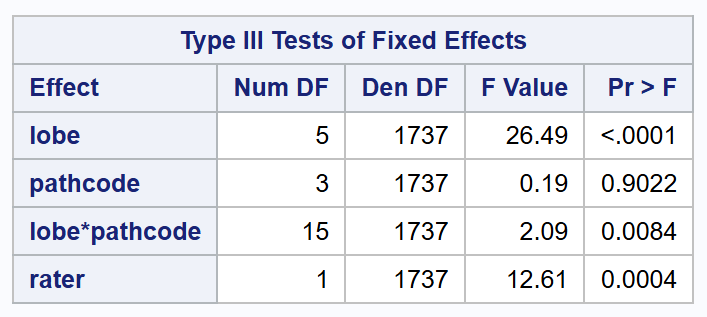 Type III Tests of Fixed Effects
Effect Num DF Den DF F Value Pr > F
lobe 5 1737 26.49 <.0001
pathcode 3 1737 0.19 0.9022
lobe*pathcode 15 1737 2.09 0.0084
rater 1 1737 12.61 0.0004